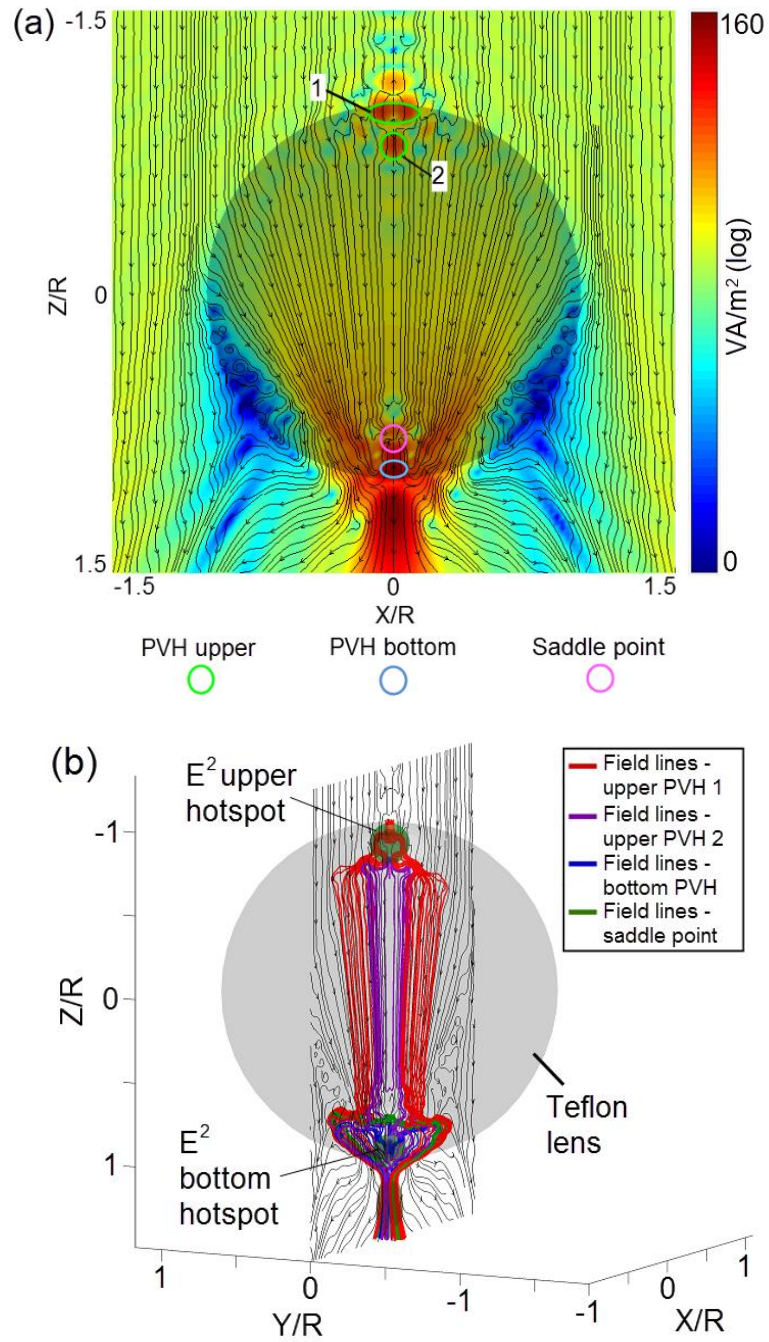 (a)
-1.5
160
1
2
Z/R
0
VA/m² (log)
1.5
0
-1.5
0
1.5
X/R
PVH upper
PVH bottom
Saddle point
(b)
E² upper
hotspot
Field lines -
upper PVH 1
Field lines -
upper PVH 2
Field lines -
bottom PVH
Field lines -
saddle point
-1
Z/R
0
1
Teflon
lens
E²
bottom
hotspot
1
0
-1
Y/R
-1
0
1
X/R